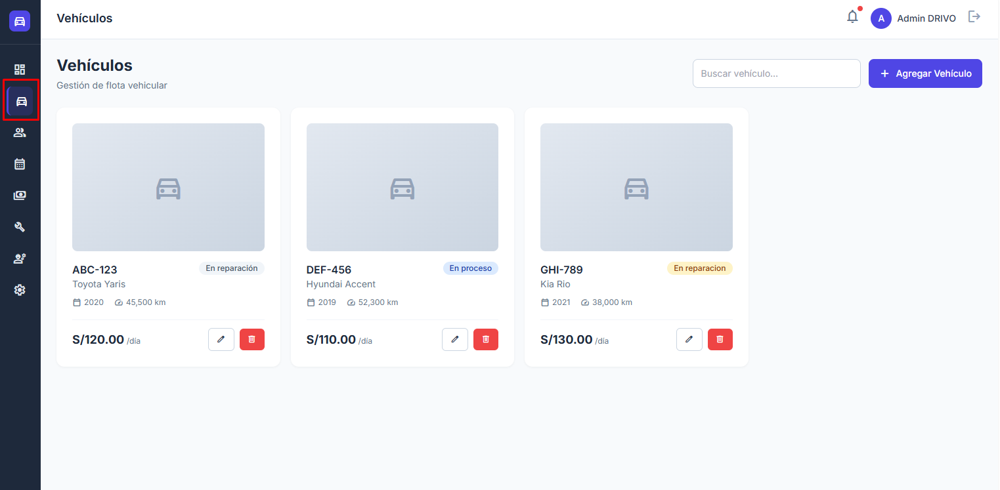 Vehículos
A Admin DRIVO
Vehículos
Gestión de flota vehicular
Buscar vehículo...
+ Agregar Vehículo
ABC-123 En reparación
Toyota Yaris
2020 45,500 km
S/120.00 /día
DEF-456 En proceso
Hyundai Accent
2019 52,300 km
S/110.00 /día
GHI-789 En reparacion
Kia Rio
2021 38,000 km
S/130.00 /día